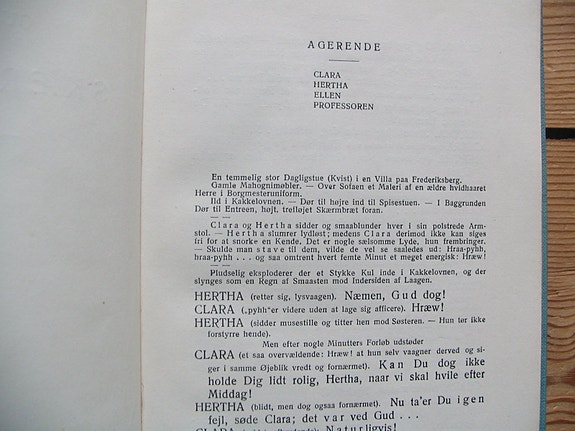 AGERENDE
CLARA
HERTHA
ELLEN
PROFESSOREN
En temmelig stor Dagligstue (Kvist) i en Villa paa Frederiksberg.
Gamle Mahognimøbler. — Over Sofaen et Maleri af en ældre hvidhaaret
Herre i Borgmesteruniform.
Ild i Kakkelovnen. — Dør til højre ind til Spisestuen. — I Baggrunden
Dør til Entreen, højt, trefløjet Skærmbræt foran.
— —
Clara og Hertha sidder og smaablunder hver i sin polstrede Arm-
stol. — Hertha slumrer lydløst; medens Clara derimod ikke kan siges
fri for at snorke en Kende. Det er nogle sælsomme Lyde, hun frembringer.
— Skulde man stave til dem, vilde de vel se saaledes ud: Hraa-pyhh,
hraa-pyhh . . . og saa omtrent hvert femte Minut et meget energisk: Hræw!
— —
Pludselig eksploderer der et Stykke Kul inde i Kakkelovnen, og der
slynges som en Regn af Smaasten mod Indersiden af Laagen.
HERTHA (retter sig, lysvaagen). Næmen, Gud dog!
CLARA („pyhh"er videre uden at lage sig afficere). Hræw!
HERTHA (sidder musestille og titter hen mod Søsteren. — Hun tør ikke
forstyrre hende).
Men efter nogle Minutters Forløb udstøder
CLARA (et saa overvældende: Hræw! at hun selv vaagner derved og si-
ger i samme Øjeblik vredt og fornærmet). Kan Du dog ikke
holde Dig lidt rolig, Hertha, naar vi skal hvile efter
Middag!
HERTHA (blidt, men dog ogsaa fornærmet). Nu ta'er Du igen
fejl, søde Clara; det var ved Gud . . .
CLARA Naturligvis!